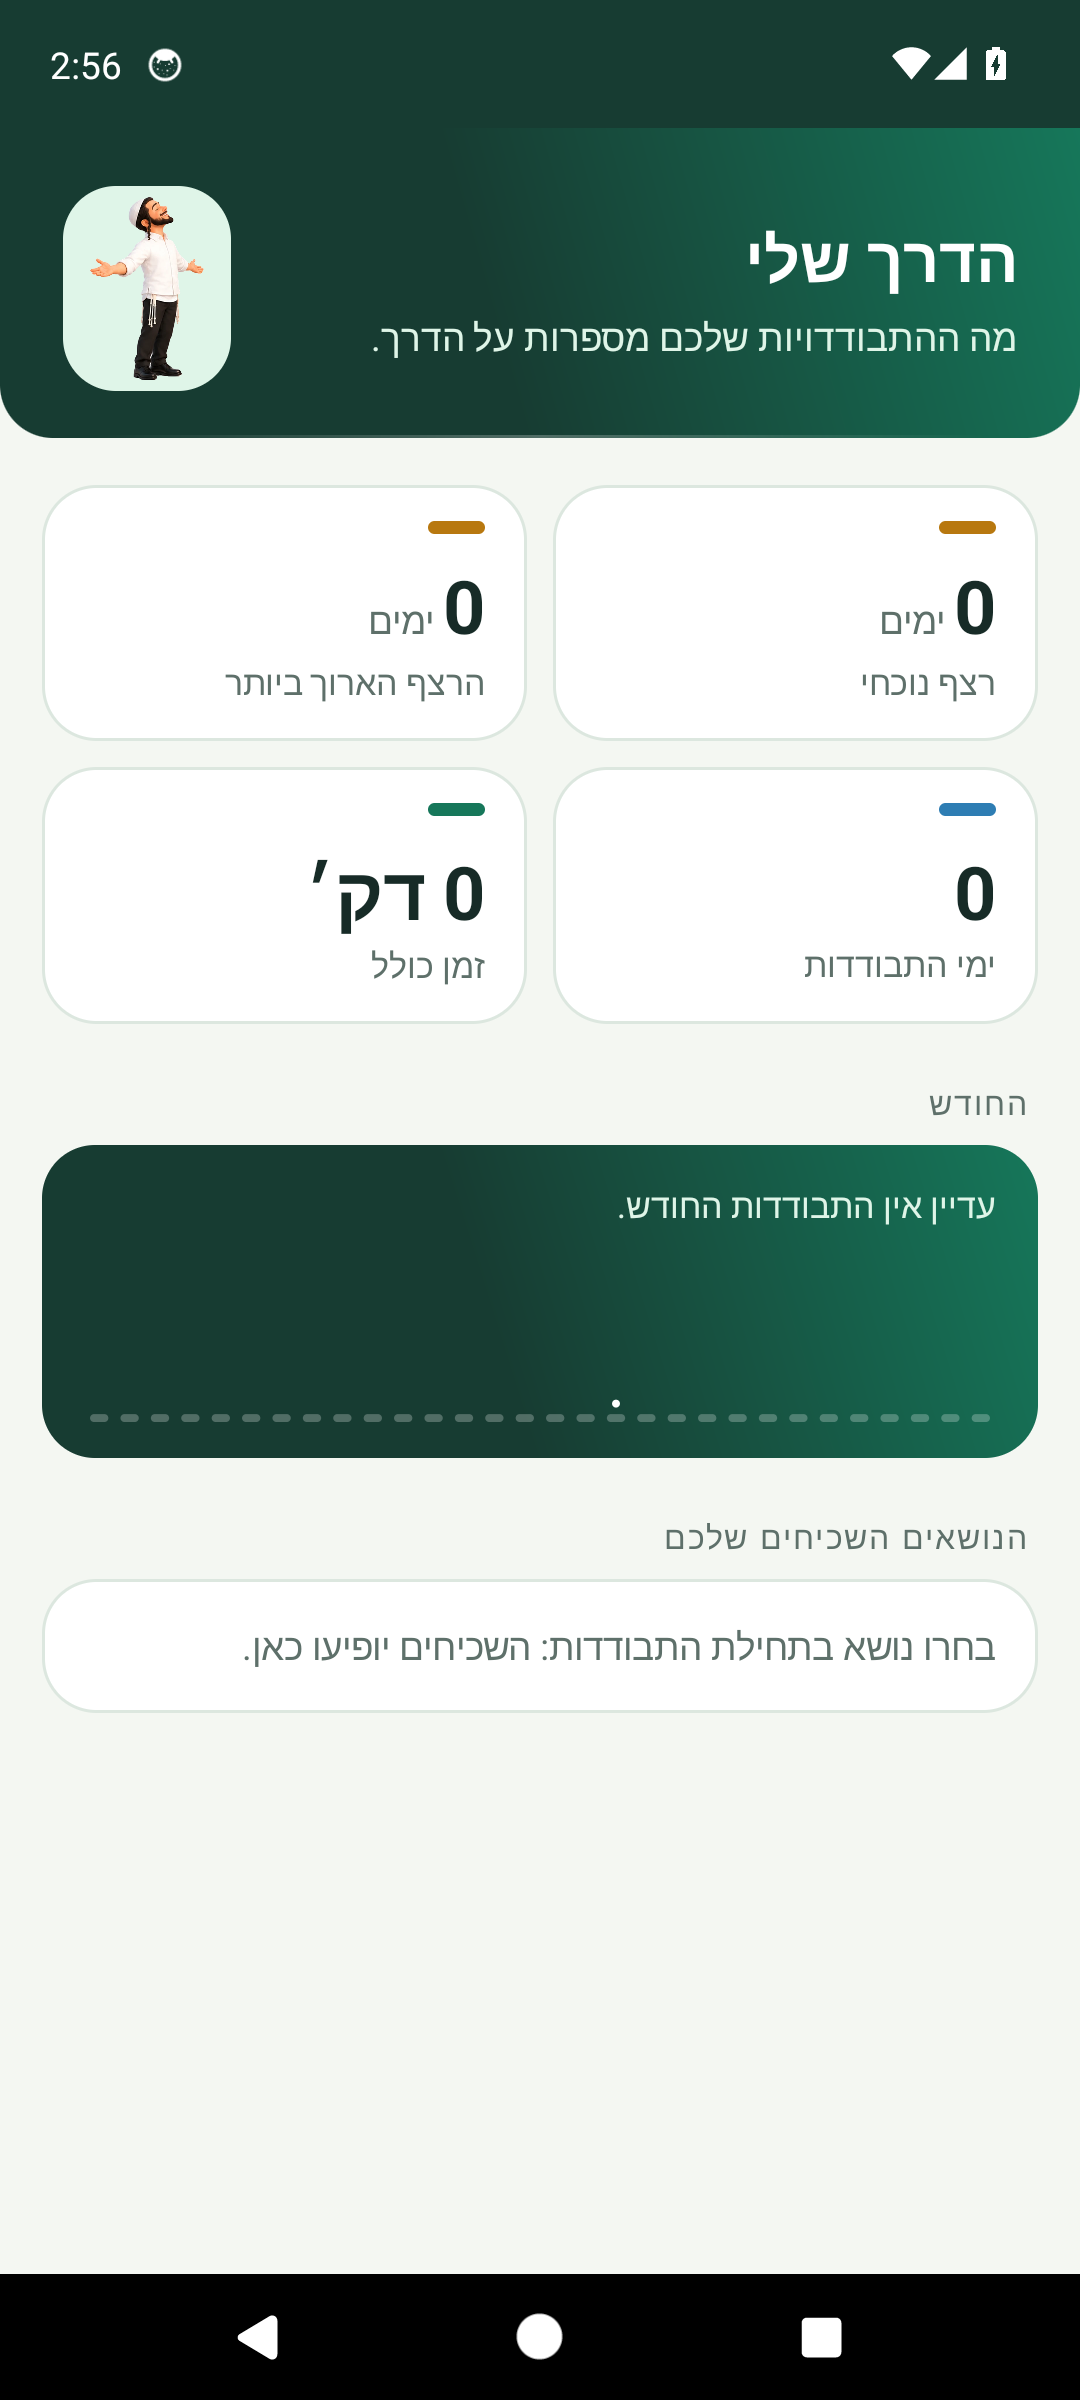 2:56
הדרך שלי
מה ההתבודדויות שלכם מספרות על הדרך.
0 ימים
רצף נוכחי
0 ימים
הרצף הארוך ביותר
0
ימי התבודדות
0 דק׳
זמן כולל
החודש
עדיין אין התבודדות החודש.
הנושאים השכיחים שלכם
בחרו נושא בתחילת התבודדות: השכיחים יופיעו כאן.